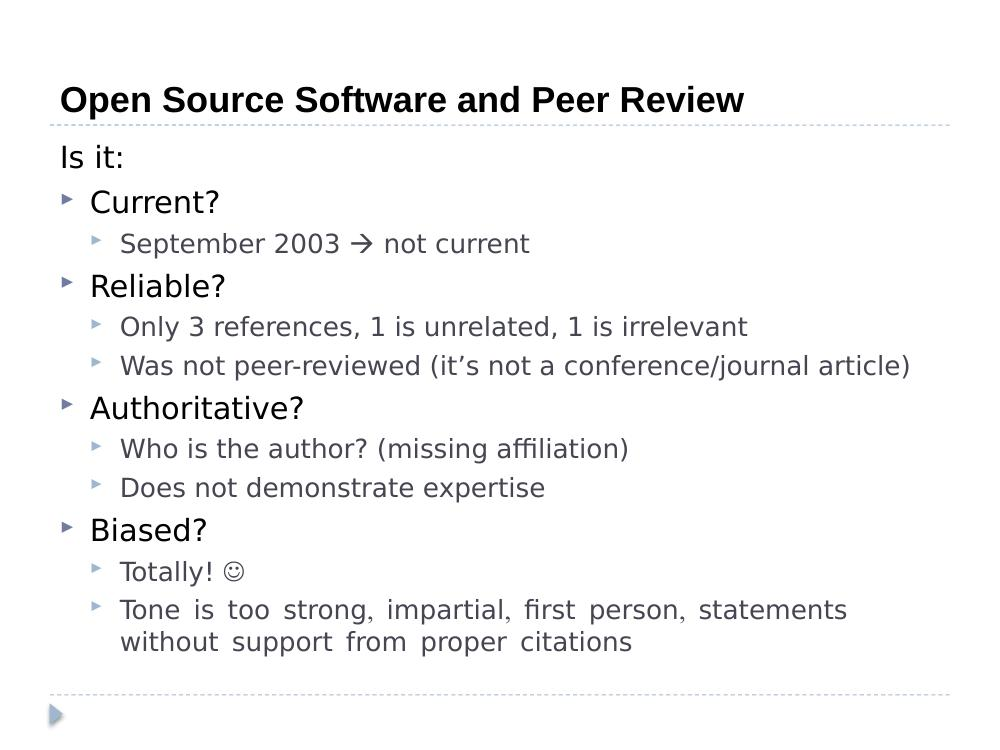 Open Source Software and Peer Review
Is it:
Current?
September 2003 → not current
Reliable?
Only 3 references, 1 is unrelated, 1 is irrelevant
Was not peer-reviewed (it’s not a conference/journal article)
Authoritative?
Who is the author? (missing affiliation)
Does not demonstrate expertise
Biased?
Totally! ☺
Tone is too strong, impartial, first person, statements
without support from proper citations